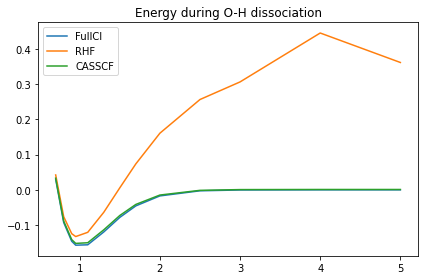 Energy during O-H dissociation
FullCI
RHF
CASSCF
0.4
0.3
0.2
0.1
0.0
−0.1
1
2
3
4
5